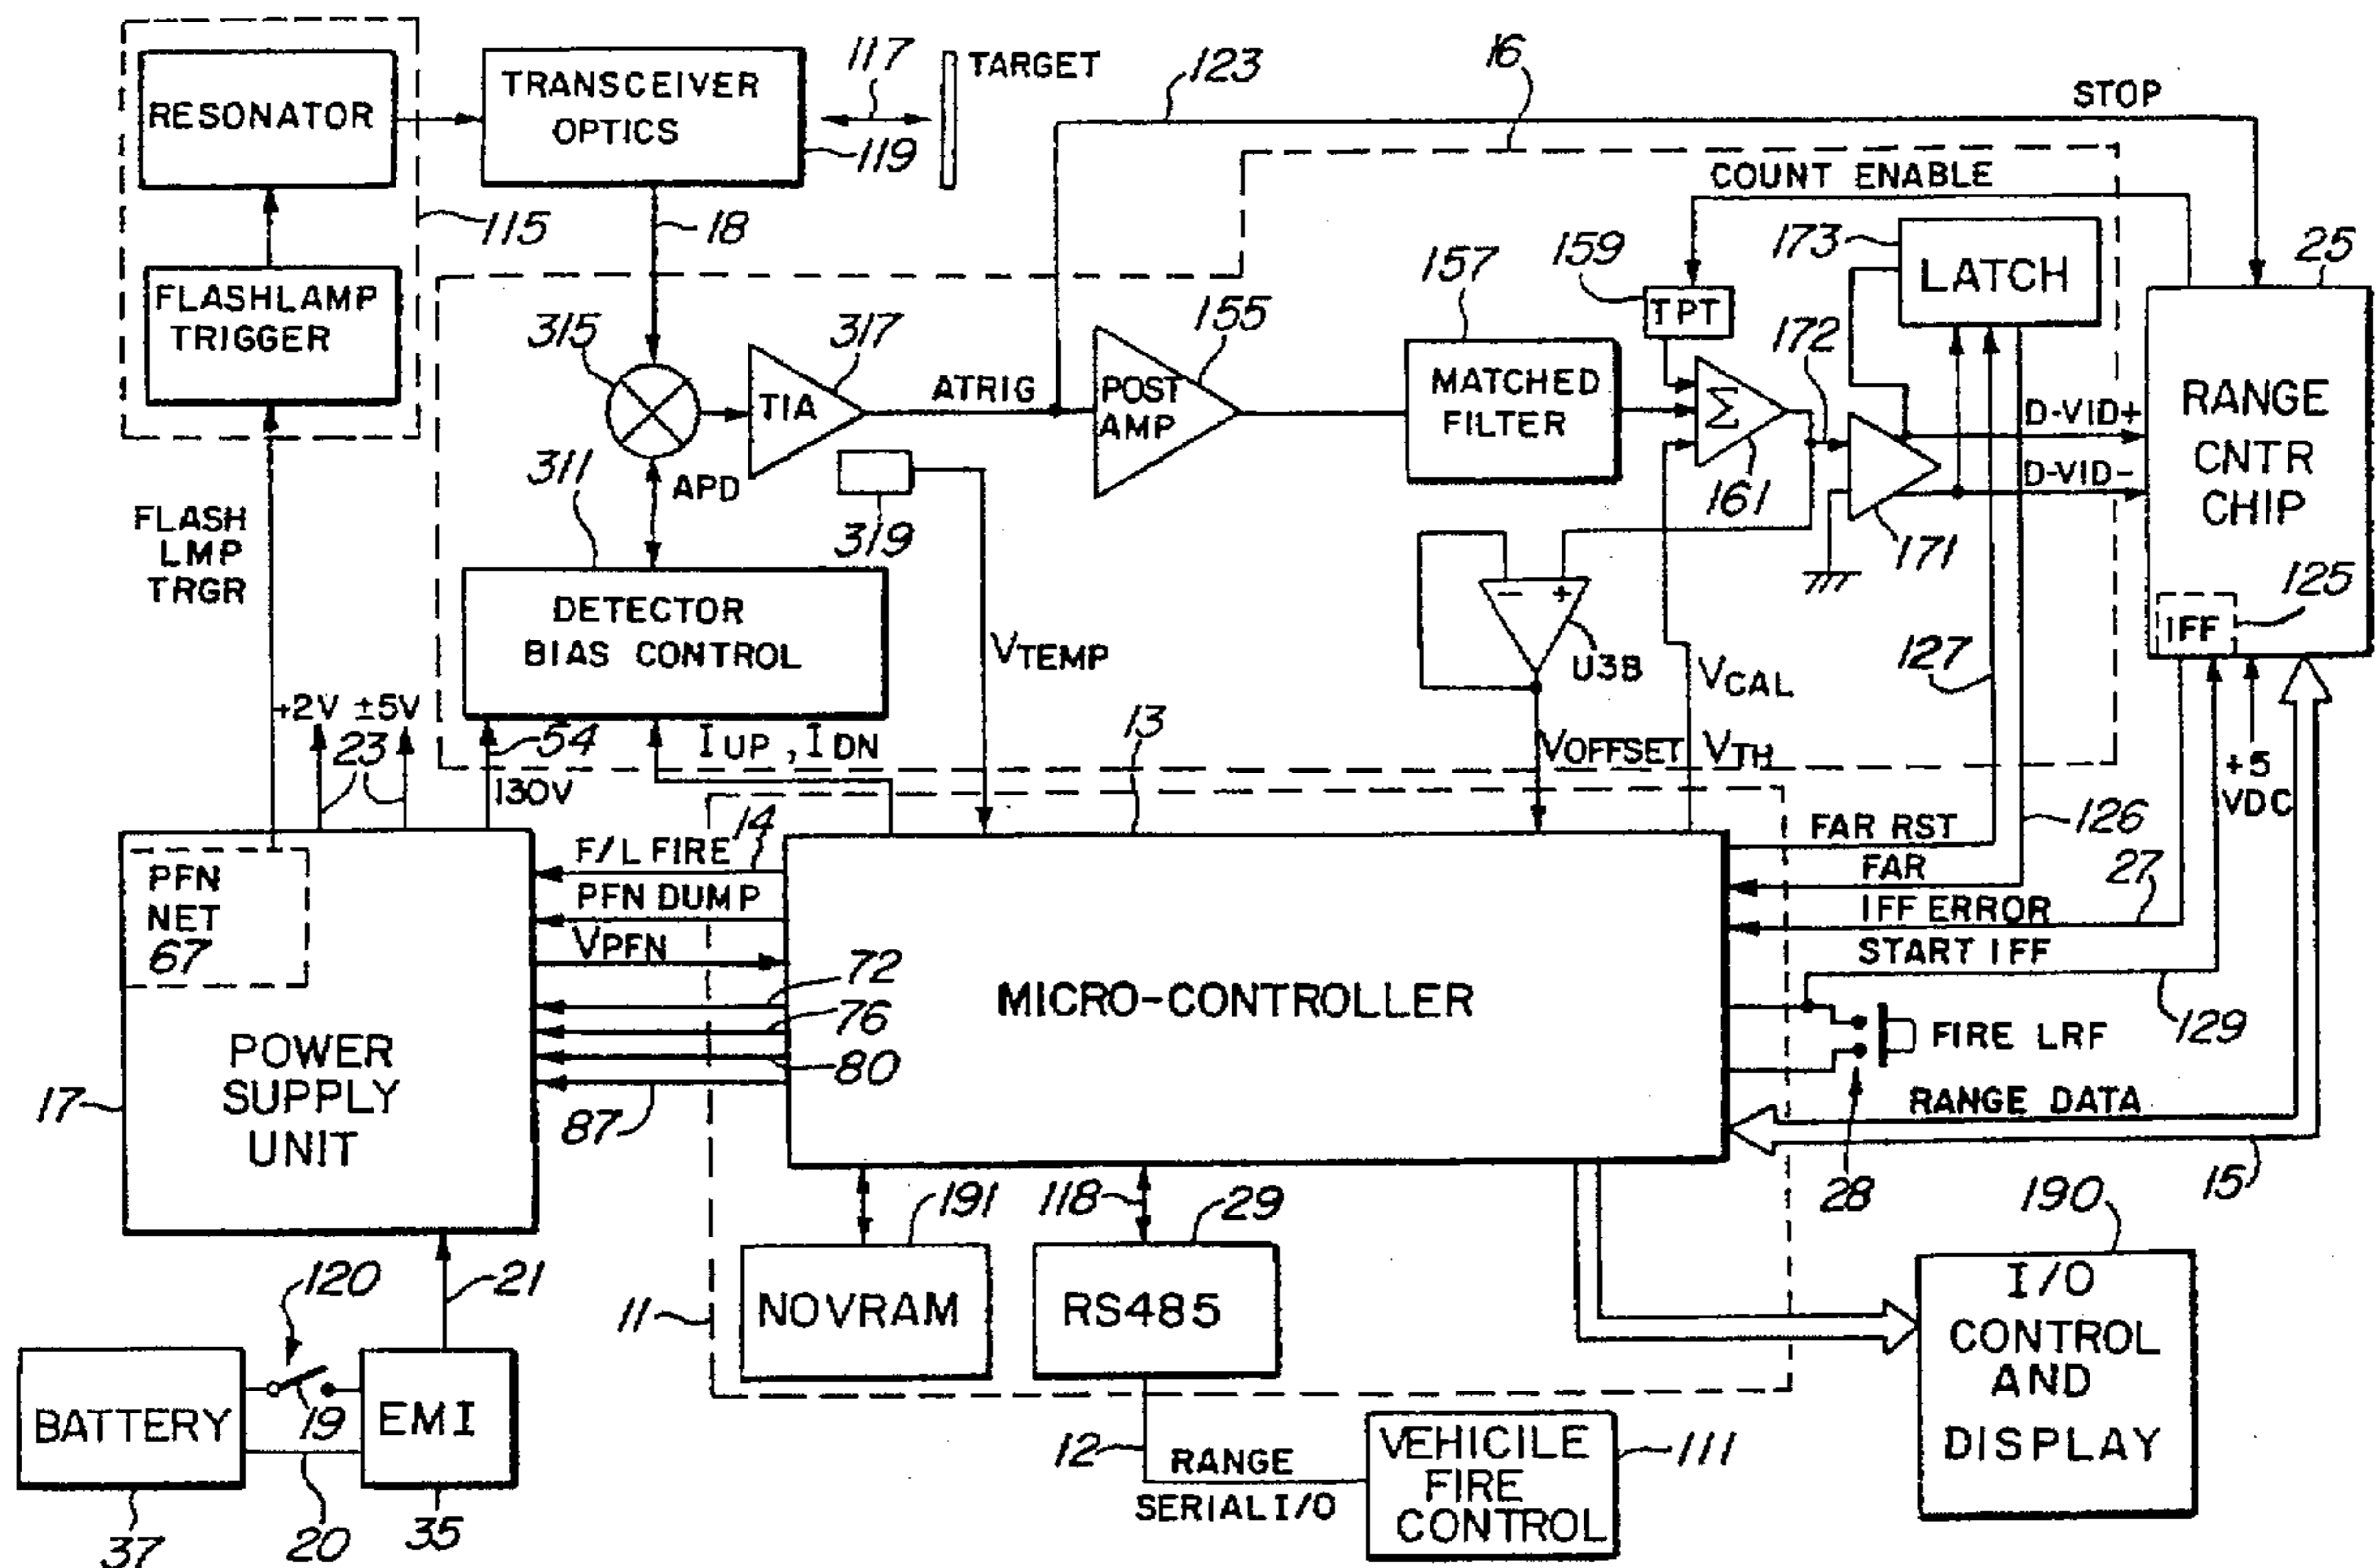 RESONATOR
TRANSCEIVER
OPTICS
117
TARGET
119
123
16
STOP
COUNT ENABLE
115
18
FLASHLAMP
TRIGGER
315
317
TIA
ATRIG
155
POST
AMP
157
MATCHED
FILTER
159
TPT
Σ
161
172
173
LATCH
171
25
RANGE
CNTR
CHIP
D-VID+
D-VID-
125
IFF
311
APD
319
FLASH
LMP
TRGR
DETECTOR
BIAS CONTROL
VTEMP
- +
U3B
VCAL
127
+2V ±5V
23
54
130V
IUP, IDN
13
VOFFSET VTH
+5
VDC
126
PFN
NET
67
14
F/L FIRE
PFN DUMP
VPFN
72
76
80
87
FAR RST
FAR
IFF ERROR
27
START IFF
129
MICRO-CONTROLLER
FIRE LRF
28
RANGE DATA
15
17
POWER
SUPPLY
UNIT
191
118
29
190
NOVRAM
RS485
11
120
21
19
BATTERY
EMI
37
20
35
12
RANGE
SERIAL I/O
VEHICILE
FIRE
CONTROL
111
I/O
CONTROL
AND
DISPLAY